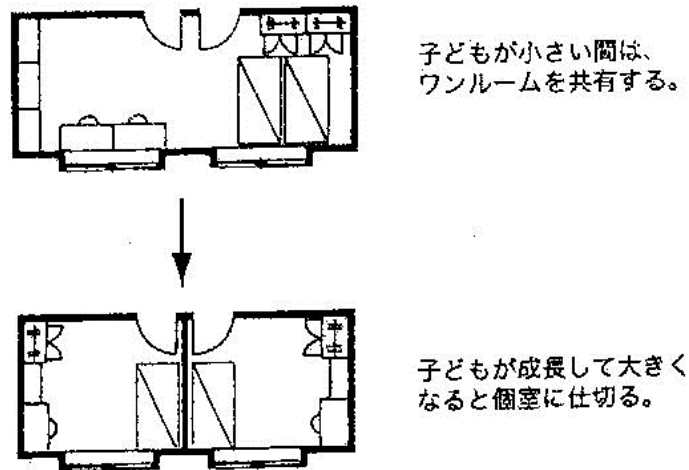 子どもが小さい間は、
ワンルームを共有する。
子どもが成長して大きく
なると個室に仕切る。